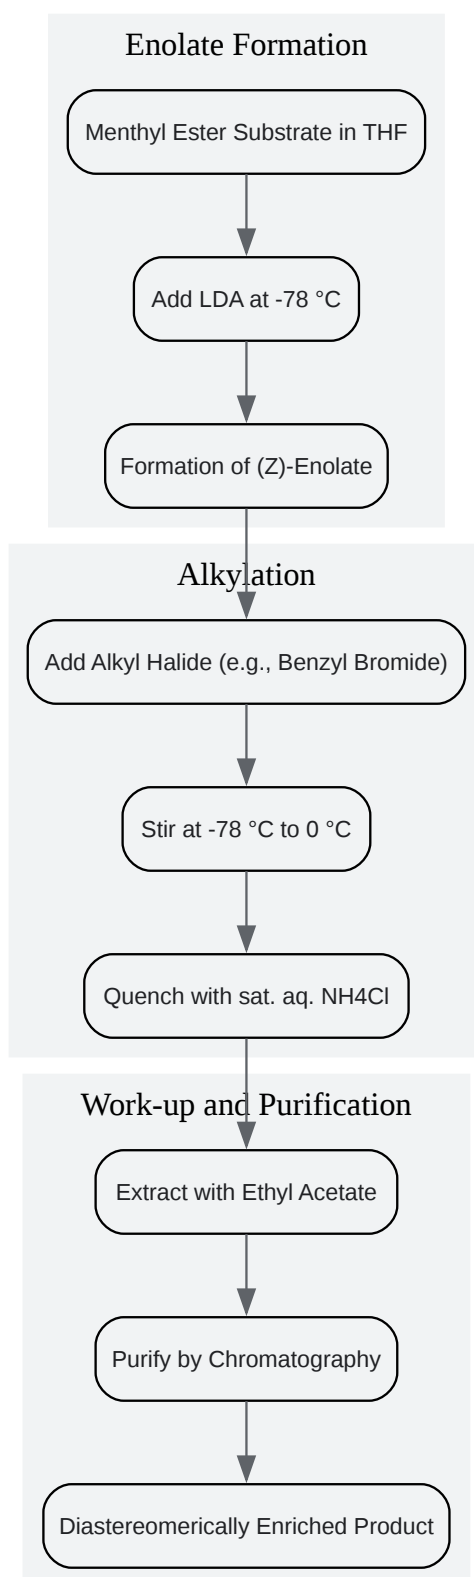 Enolate Formation
Menthyl Ester Substrate in THF
Add LDA at -78 °C
Formation of (Z)-Enolate
Alkylation
Add Alkyl Halide (e.g., Benzyl Bromide)
Stir at -78 °C to 0 °C
Quench with sat. aq. NH4Cl
Work-up and Purification
Extract with Ethyl Acetate
Purify by Chromatography
Diastereomerically Enriched Product